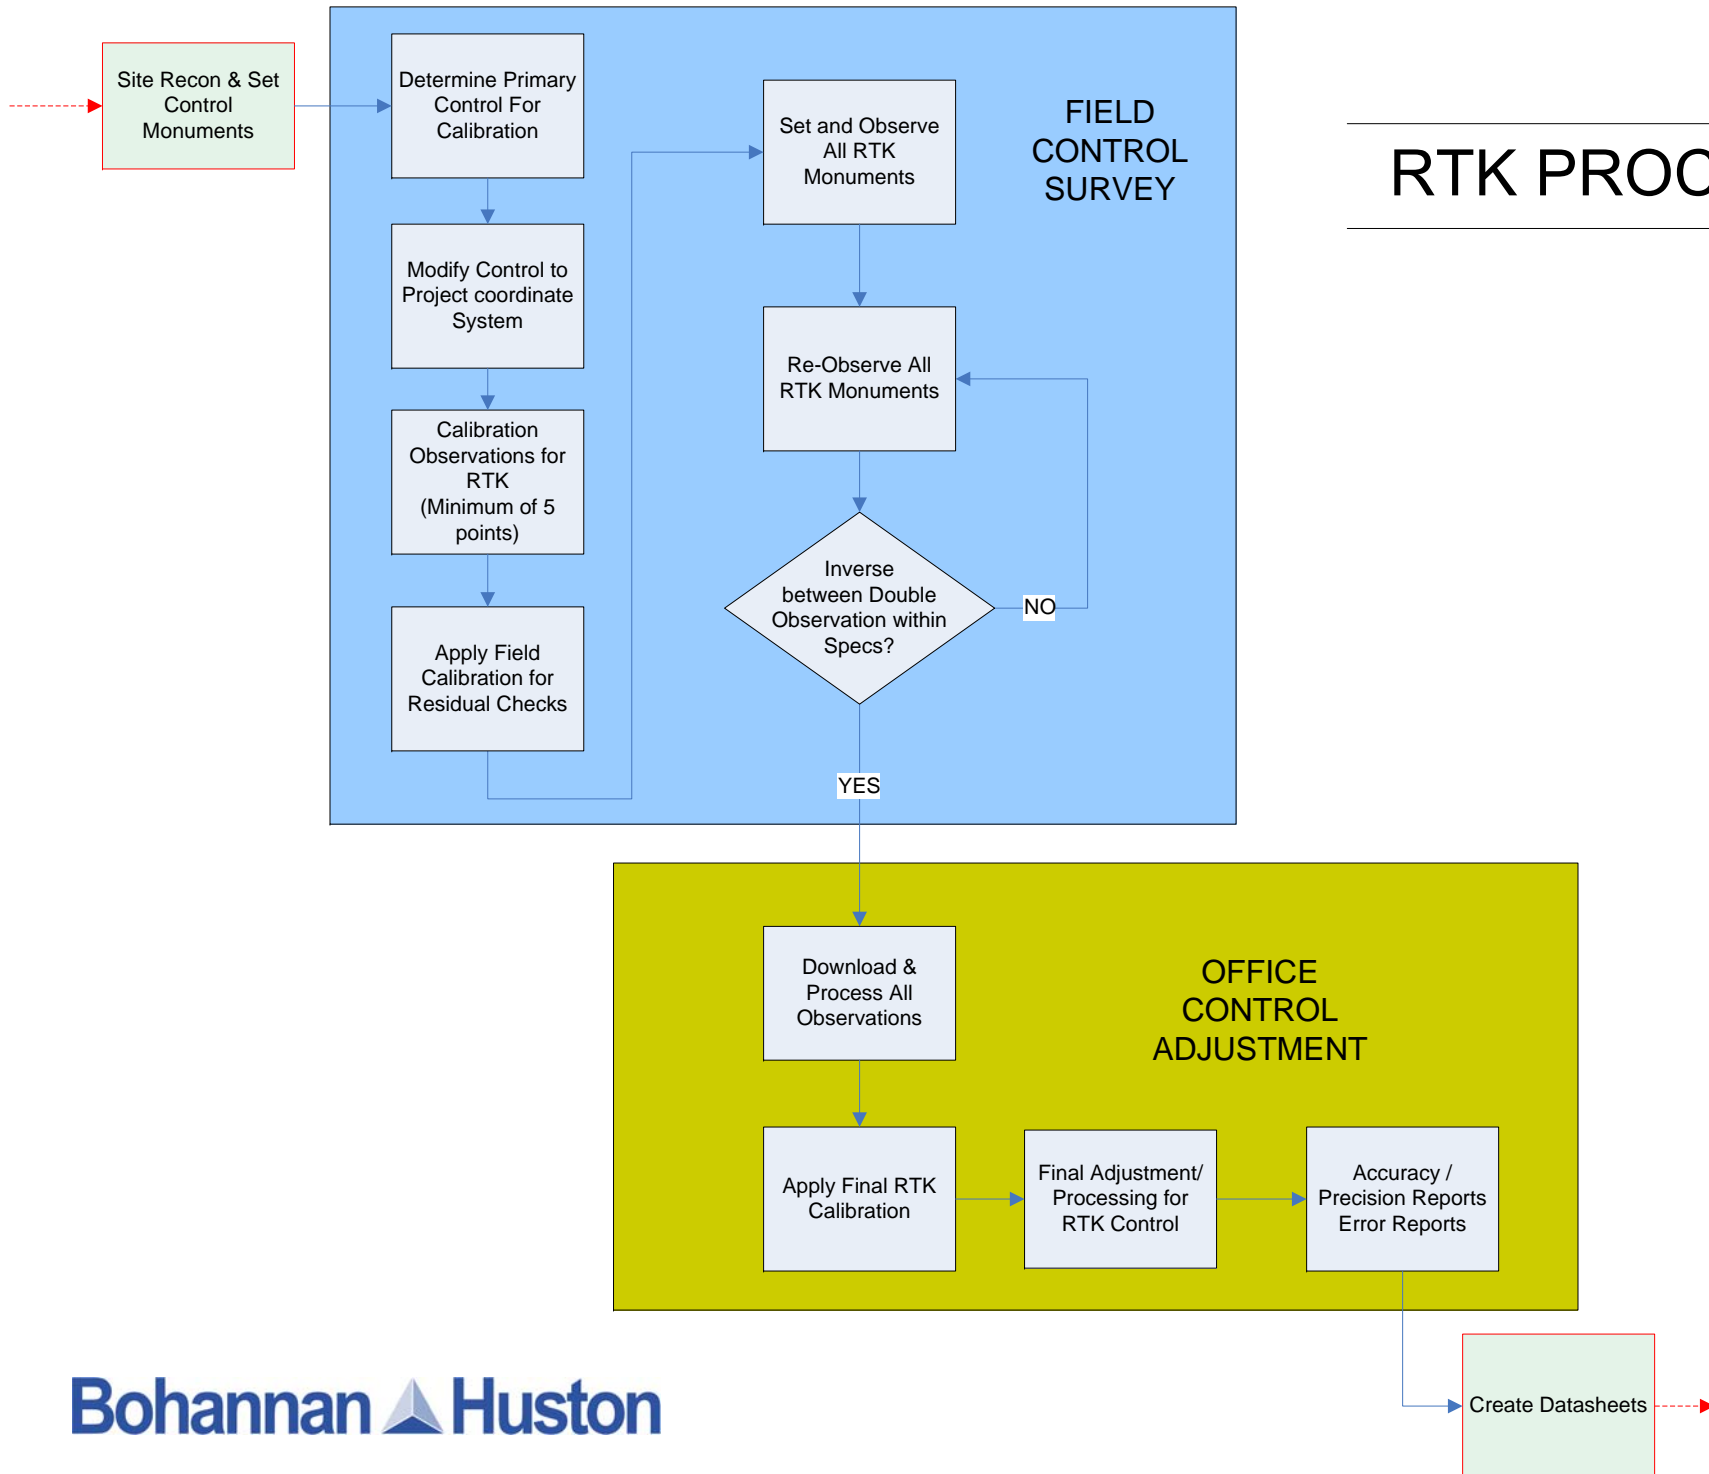 Site Recon & Set
Control
Monuments
Determine Primary
Control For
Calibration
Modify Control to
Project coordinate
System
Calibration
Observations for
RTK
(Minimum of 5
points)
Apply Field
Calibration for
Residual Checks
Set and Observe
All RTK
Monuments
Re-Observe All
RTK Monuments
Inverse
between Double
Observation within
Specs?
NO
YES
FIELD
CONTROL
SURVEY
RTK PROC
Download &
Process All
Observations
OFFICE
CONTROL
ADJUSTMENT
Apply Final RTK
Calibration
Final Adjustment/
Processing for
RTK Control
Accuracy /
Precision Reports
Error Reports
Create Datasheets
Bohannan Huston